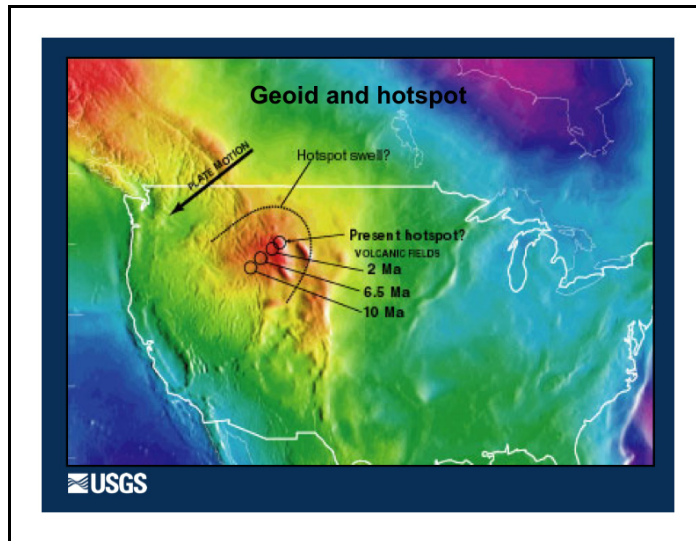 Geoid and hotspot
Hotspot swell?
PLATE MOTION
Present hotspot?
VOLCANIC FIELDS
2 Ma
6.5 Ma
10 Ma
USGS